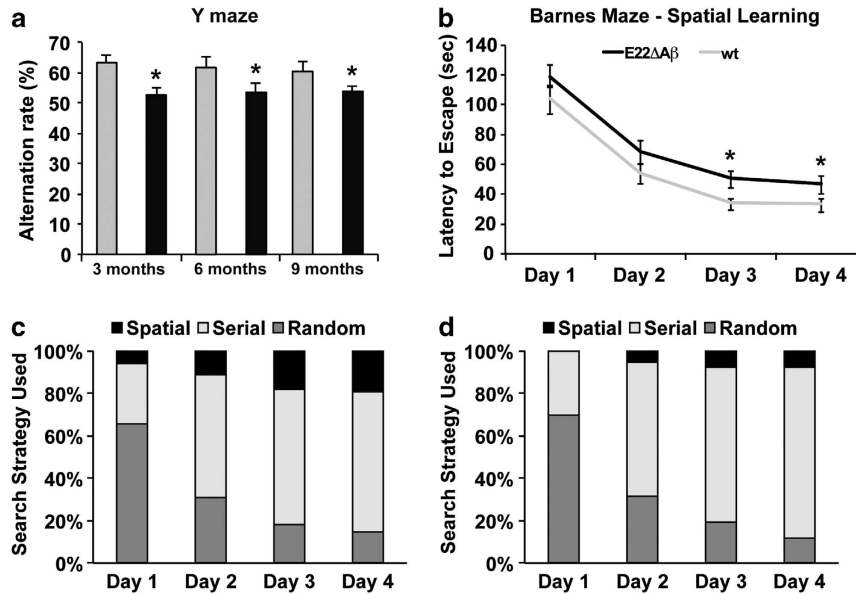 a
Y maze
Alternation rate (%)
70
60
50
40
30
20
10
0
*
*
*
3 months
6 months
9 months
b
Barnes Maze - Spatial Learning
Latency to Escape (sec)
140
120
100
80
60
40
20
0
E22ΔAβ
wt
*
*
Day 1
Day 2
Day 3
Day 4
c
Spatial
Serial
Random
Search Strategy Used
100%
80%
60%
40%
20%
0%
Day 1
Day 2
Day 3
Day 4
d
Spatial
Serial
Random
Search Strategy Used
100%
80%
60%
40%
20%
0%
Day 1
Day 2
Day 3
Day 4